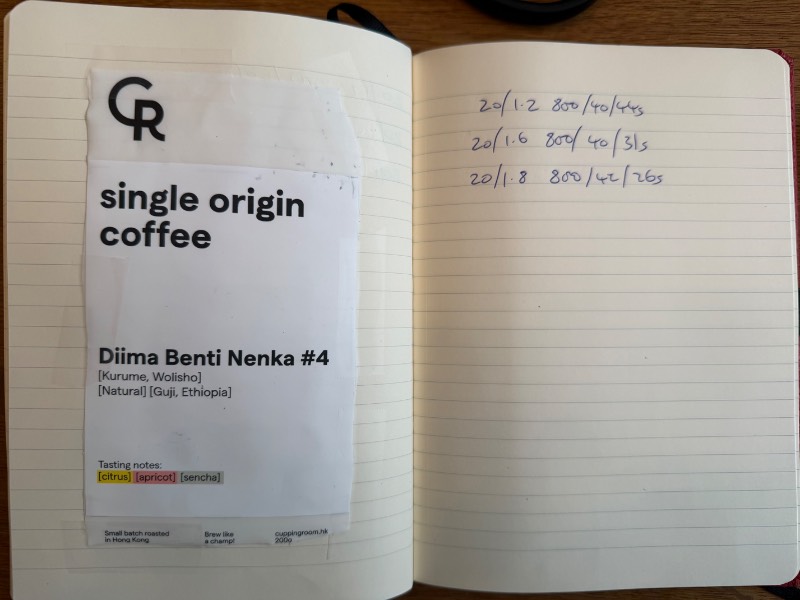 CR
single origin
coffee
Diima Benti Nenka #4
[Kurume, Wolisho]
[Natural] [Guji, Ethiopia]
Tasting notes:
[citrus] [apricot] [sencha]
Small batch roasted
in Hong Kong
Brew like
a champ!
cuppingroom.hk
200g
20/1.2 800/40/44s
20/1.6 800/40/31s
20/1.8 800/42/26s